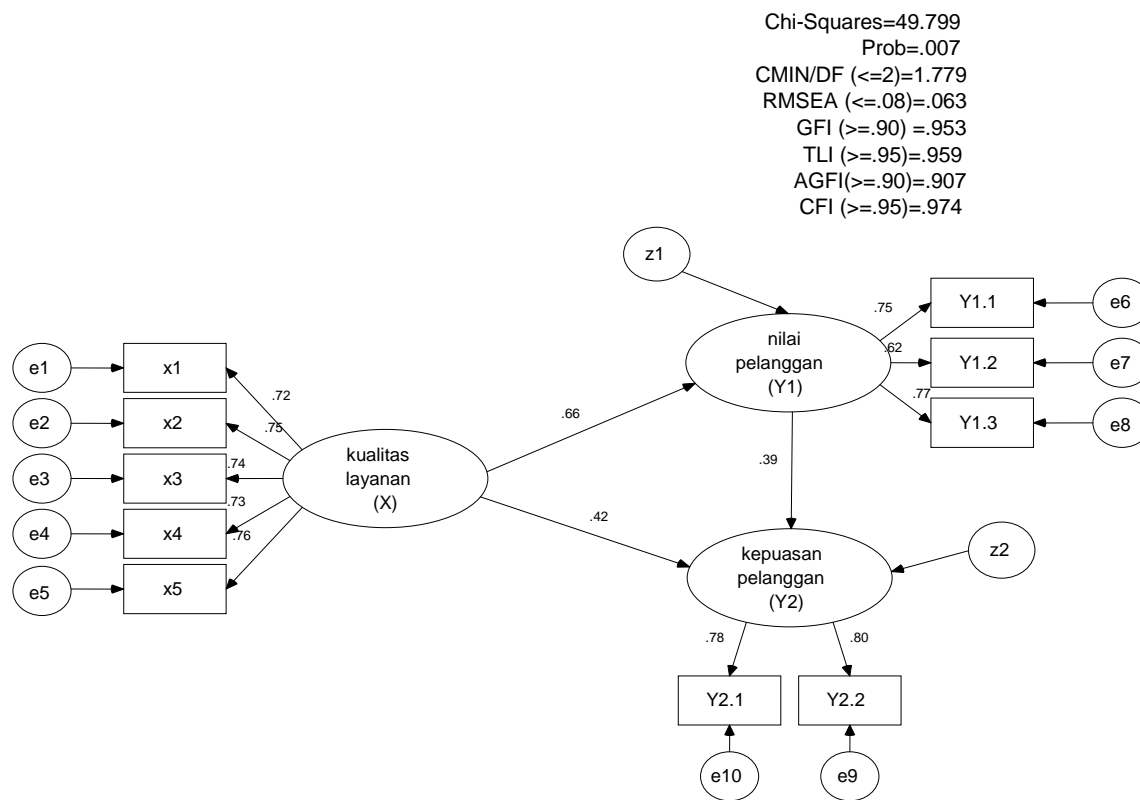 Chi-Squares=49.799
Prob=.007
CMIN/DF (<=2)=1.779
RMSEA (<=.08)=.063
GFI (>=.90) =.953
TLI (>=.95)=.959
AGFI(>=.90)=.907
CFI (>=.95)=.974
z1
nilai
pelanggan
(Y1)
.75
.62
.77
Y1.1
Y1.2
Y1.3
e6
e7
e8
e1
e2
e3
e4
e5
x1
x2
x3
x4
x5
.72
.75
.74
.73
.76
kualitas
layanan
(X)
.66
.42
.39
kepuasan
pelanggan
(Y2)
z2
.78
.80
Y2.1
Y2.2
e10
e9